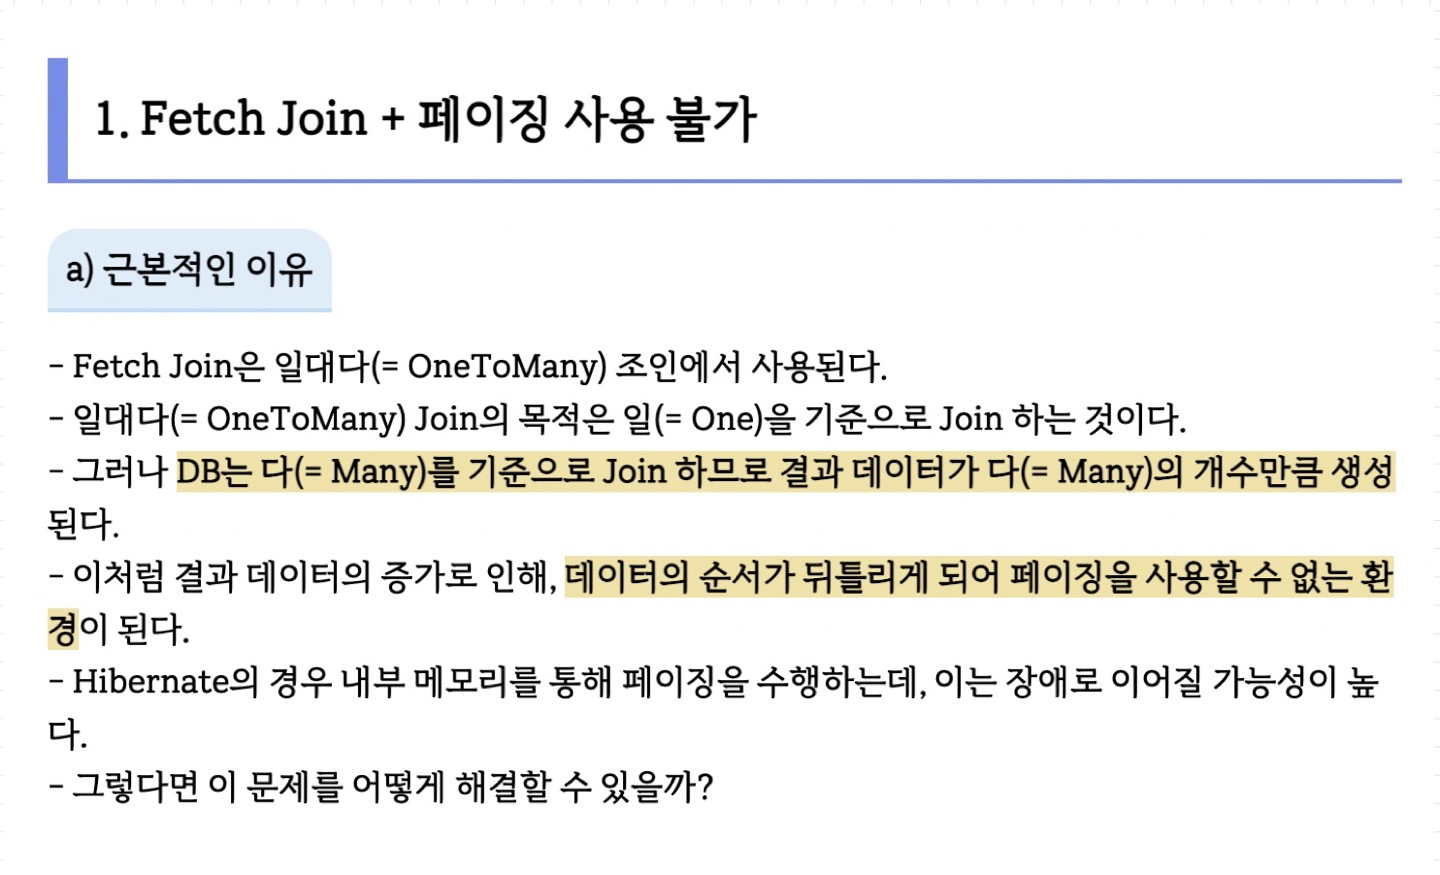 1. Fetch Join + 페이징 사용 불가
a) 근본적인 이유
– Fetch Join은 일대다(= OneToMany) 조인에서 사용된다.
– 일대다(= OneToMany) Join의 목적은 일(= One)을 기준으로 Join 하는 것이다.
– 그러나 DB는 다(= Many)를 기준으로 Join 하므로 결과 데이터가 다(= Many)의 개수만큼 생성
된다.
– 이처럼 결과 데이터의 증가로 인해, 데이터의 순서가 뒤틀리게 되어 페이징을 사용할 수 없는 환
경이 된다.
– Hibernate의 경우 내부 메모리를 통해 페이징을 수행하는데, 이는 장애로 이어질 가능성이 높
다.
– 그렇다면 이 문제를 어떻게 해결할 수 있을까?